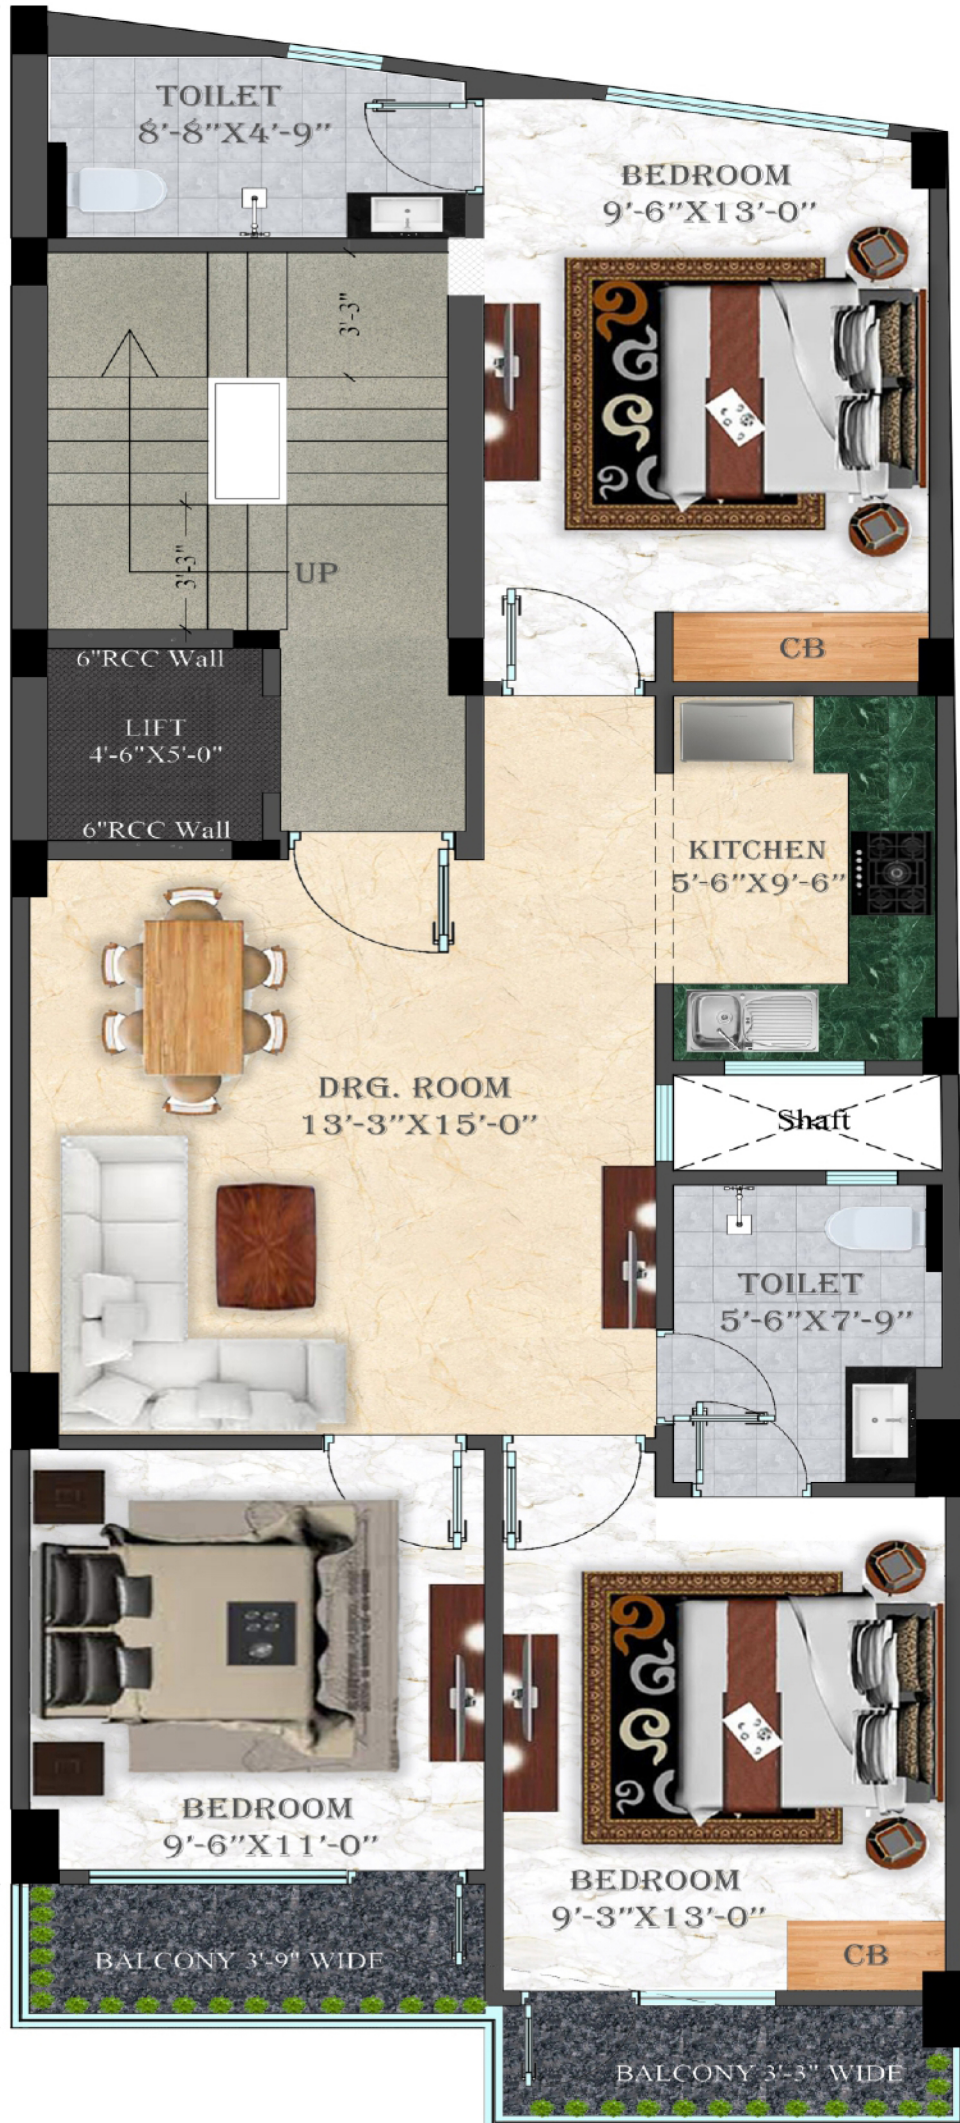 TOILET
8'-8"X4'-9"
BEDROOM
9'-6"X13'-0"
3'-3"
3'-3"
UP
CB
6"RCC Wall
LIFT
4'-6"X5'-0"
6"RCC Wall
KITCHEN
5'-6"X9'-6"
DRG. ROOM
13'-3"X15'-0"
Shaft
TOILET
5'-6"X7'-9"
BEDROOM
9'-6"X11'-0"
BEDROOM
9'-3"X13'-0"
CB
BALCONY 3'-9" WIDE
BALCONY 3'-3" WIDE